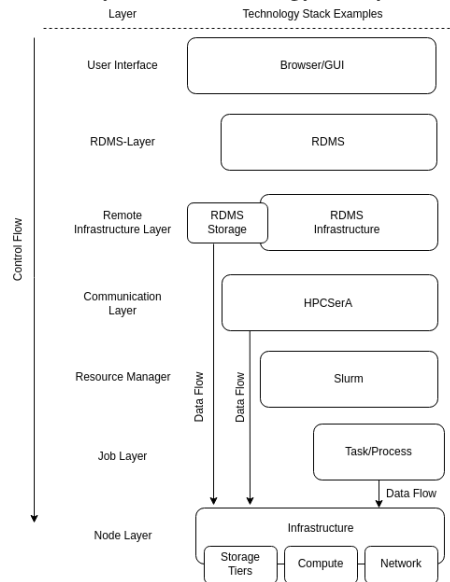 Layer
Technology Stack Examples
User Interface
Browser/GUI
RDMS-Layer
RDMS
Remote
Infrastructure Layer
RDMS
Storage
RDMS
Infrastructure
Control Flow
Communication
Layer
HPCSerA
Resource Manager
Slurm
Data Flow
Data Flow
Job Layer
Task/Process
Data Flow
Node Layer
Infrastructure
Storage
Tiers
Compute
Network